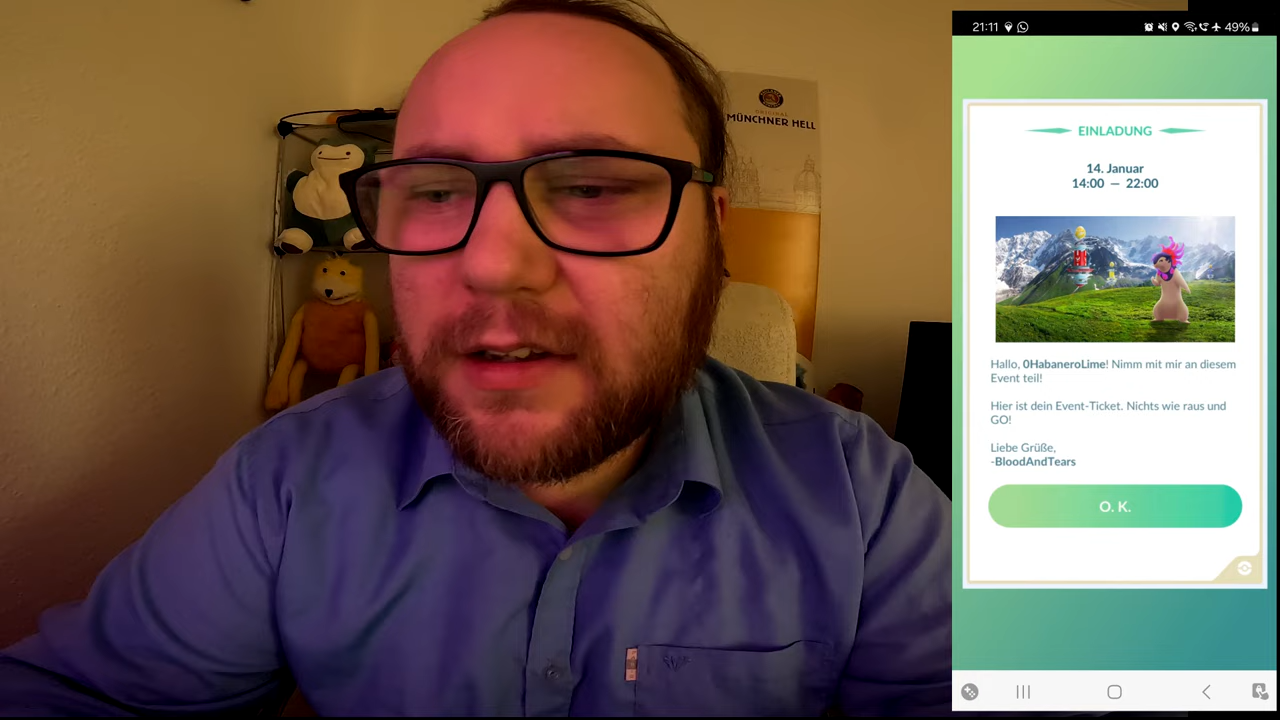 ORIGINAL
MÜNCHNER HELL
21:11
49%
EINLADUNG
14. Januar
14:00 — 22:00
Hallo, 0HabaneroLime! Nimm mit mir an diesem
Event teil!
Hier ist dein Event-Ticket. Nichts wie raus und
GO!
Liebe Grüße,
-BloodAndTears
O. K.